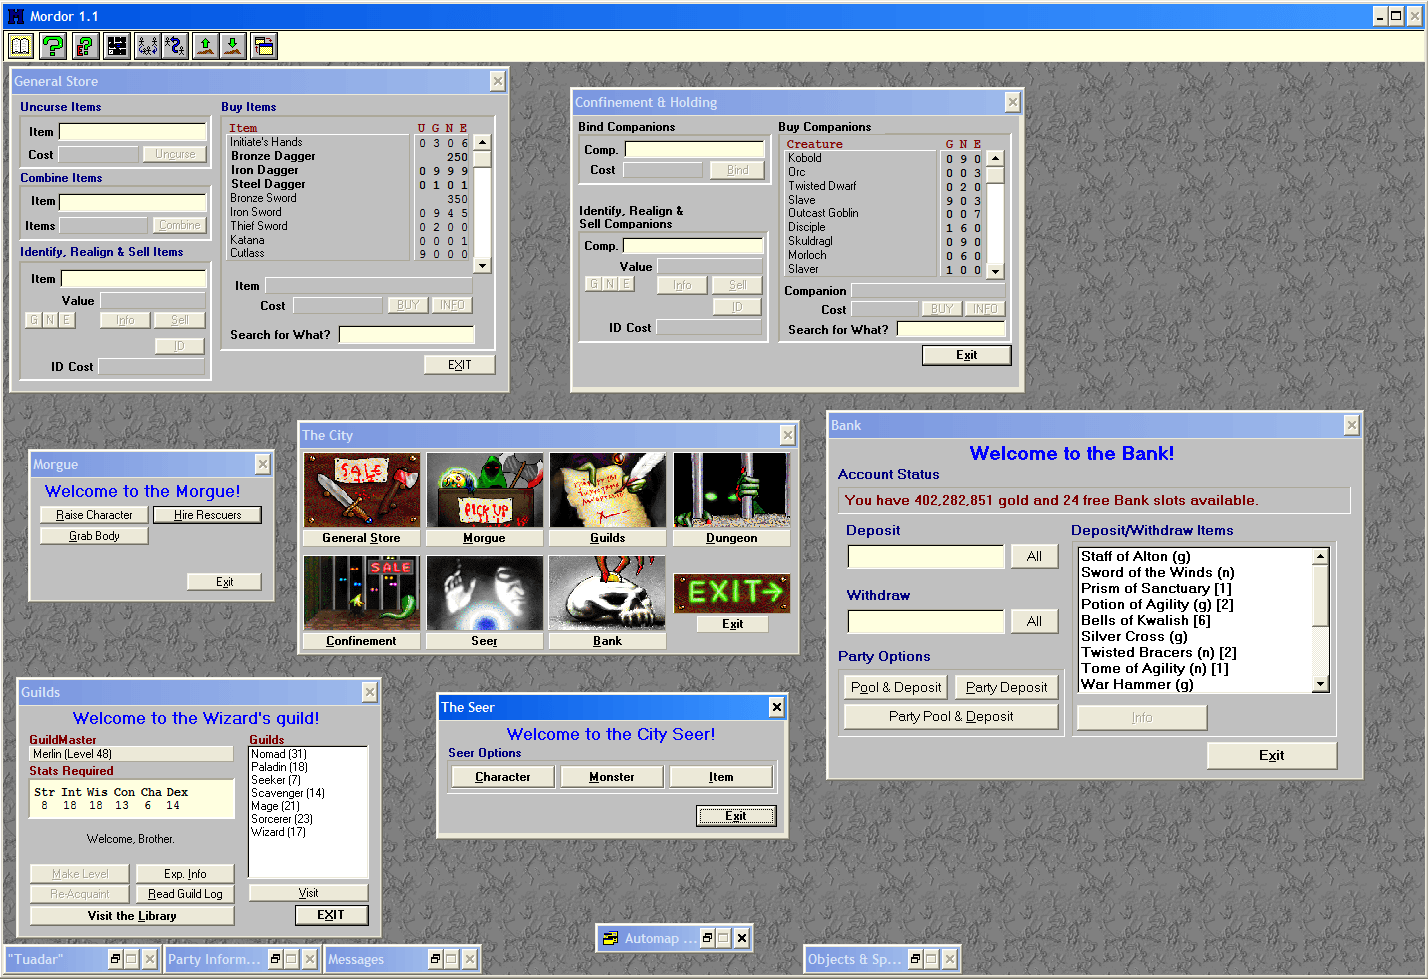 Mordor 1.1
General Store
Uncurse Items
Item
Cost
Uncurse
Combine Items
Item
Items
Combine
Identify, Realign & Sell Items
Item
Value
G N E
Info
Sell
ID
ID Cost
Buy Items
Item U G N E
Initiate's Hands 0 3 0 6
Bronze Dagger 250
Iron Dagger 0 9 9 9
Steel Dagger 0 1 0 1
Bronze Sword 350
Iron Sword 0 9 4 5
Thief Sword 0 2 0 0
Katana 0 0 0 1
Cutlass 9 0 0 0
Item
Cost
BUY
INFO
Search for What?
EXIT
Confinement & Holding
Bind Companions
Comp.
Cost
Bind
Identify, Realign &
Sell Companions
Comp.
Value
G N E
Info
Sell
ID
ID Cost
Buy Companions
Creature G N E
Kobold 0 9 0
Orc 0 0 3
Twisted Dwarf 0 2 0
Slave 9 0 3
Outcast Goblin 0 0 7
Disciple 1 6 0
Skuldragl 0 9 0
Morloch 0 6 0
Slaver 1 0 0
Companion
Cost
BUY
INFO
Search for What?
Exit
Morgue
Welcome to the Morgue!
Raise Character
Hire Rescuers
Grab Body
Exit
The City
SALE
PICK UP
General Store
Morgue
Guilds
Dungeon
SALE
EXIT
Confinement
Seer
Bank
Exit
Bank
Welcome to the Bank!
Account Status
You have 402,282,851 gold and 24 free Bank slots available.
Deposit
All
Withdraw
All
Party Options
Pool & Deposit
Party Deposit
Party Pool & Deposit
Deposit/Withdraw Items
Staff of Alton (g)
Sword of the Winds (n)
Prism of Sanctuary [1]
Potion of Agility (g) [2]
Bells of Kwalish [6]
Silver Cross (g)
Twisted Bracers (n) [2]
Tome of Agility (n) [1]
War Hammer (g)
Info
Exit
Guilds
Welcome to the Wizard's guild!
GuildMaster
Merlin (Level 48)
Stats Required
Str Int Wis Con Cha Dex
8 18 18 13 6 14
Welcome, Brother.
Make Level
Exp. Info
Re-Acquaint
Read Guild Log
Visit the Library
Guilds
Nomad (31)
Paladin (18)
Seeker (7)
Scavenger (14)
Mage (21)
Sorcerer (23)
Wizard (17)
Visit
EXIT
The Seer
Welcome to the City Seer!
Seer Options
Character
Monster
Item
Exit
"Tuadar"
Party Inform...
Messages
Automap ...
Objects & Sp...